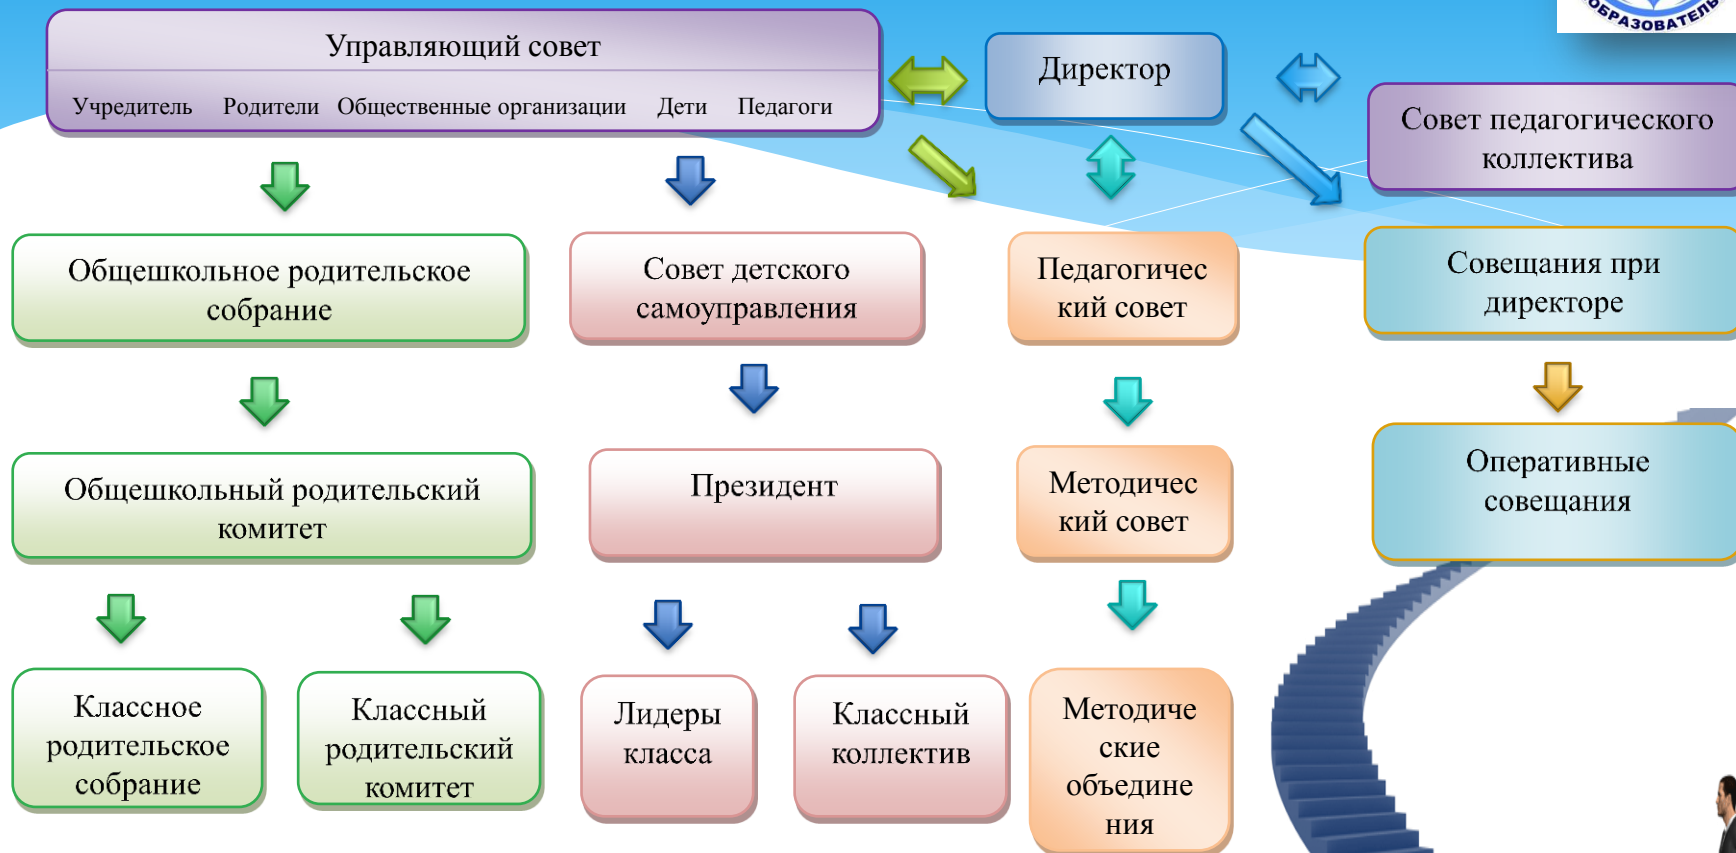 ОБРАЗОВАТЕЛЬ
Управляющий совет
Учредитель Родители Общественные организации Дети Педагоги
Директор
Совет педагогического
коллектива
Общешкольное родительское
собрание
Совет детского
самоуправления
Педагогичес
кий совет
Совещания при
директоре
Общешкольный родительский
комитет
Президент
Методичес
кий совет
Оперативные
совещания
Классное
родительское
собрание
Классный
родительский
комитет
Лидеры
класса
Классный
коллектив
Методиче
ские
объедине
ния